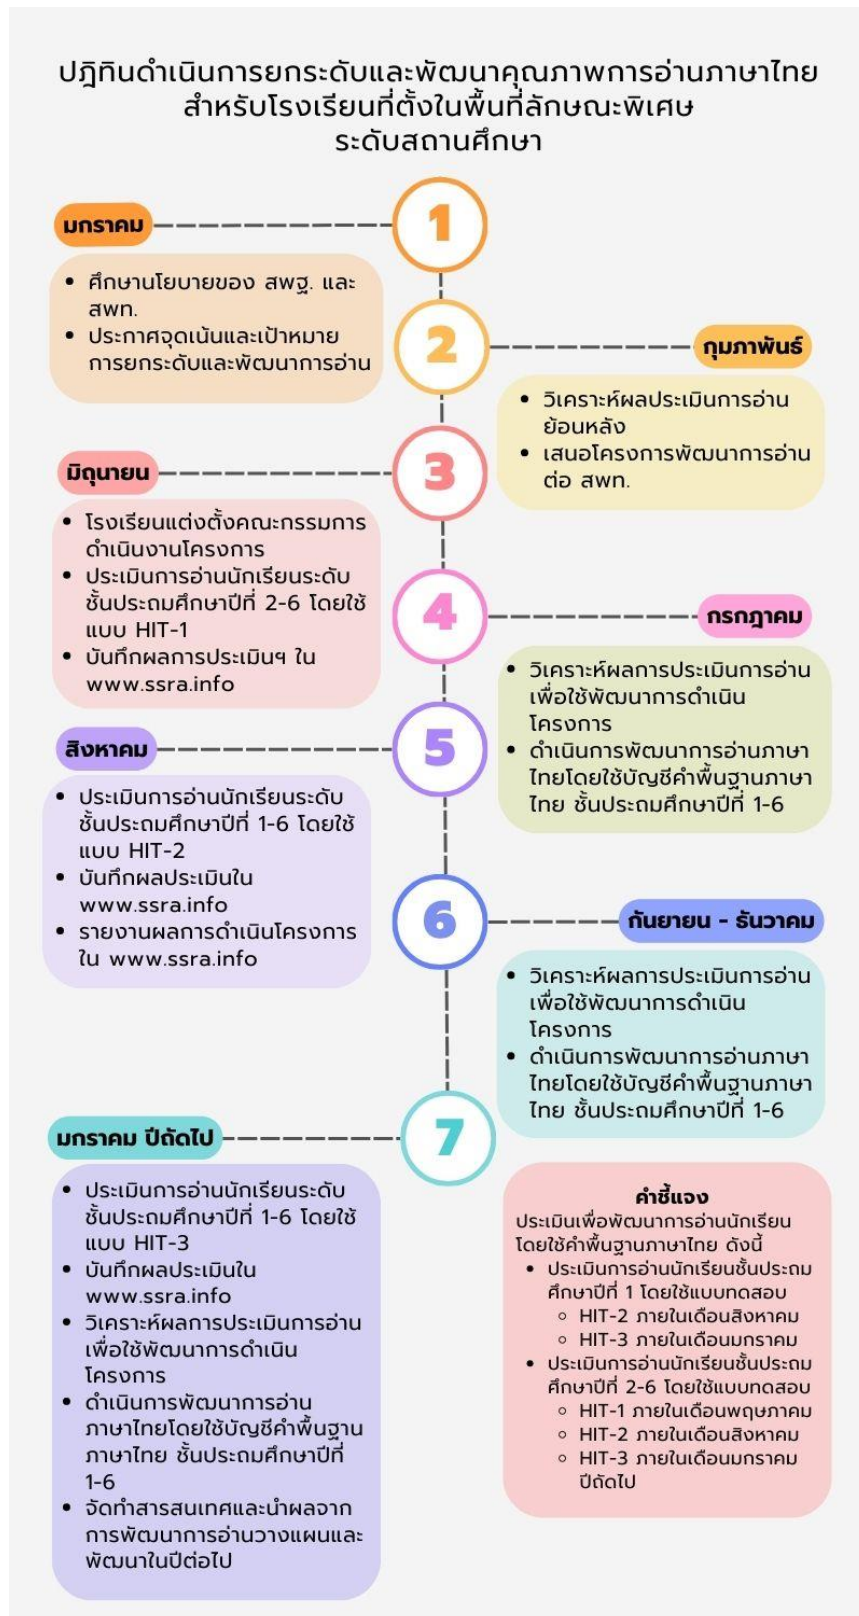 ปฏิทินดำเนินการยกระดับและพัฒนาคุณภาพการอ่านภาษาไทย
สำหรับโรงเรียนที่ตั้งในพื้นที่ลักษณะพิเศษ
ระดับสถานศึกษา
1
มกราคม
• ศึกษานโยบายของ สพฐ. และ
สพท.
• ประกาศจุดเน้นและเป้าหมาย
การยกระดับและพัฒนาการอ่าน
2
กุมภาพันธ์
• วิเคราะห์ผลประเมินการอ่าน
ย้อนหลัง
• เสนอโครงการพัฒนาการอ่าน
ต่อ สพท.
3
มิถุนายน
• โรงเรียนแต่งตั้งคณะกรรมการ
ดำเนินงานโครงการ
• ประเมินการอ่านนักเรียนระดับ
ชั้นประถมศึกษาปีที่ 2-6 โดยใช้
แบบ HIT-1
• บันทึกผลการประเมินฯ ใน
www.ssra.info
4
กรกฎาคม
• วิเคราะห์ผลการประเมินการอ่าน
เพื่อใช้พัฒนาการดำเนิน
โครงการ
• ดำเนินการพัฒนาการอ่านภาษา
ไทยโดยใช้บัญชีคำพื้นฐานภาษา
ไทย ชั้นประถมศึกษาปีที่ 1-6
5
สิงหาคม
• ประเมินการอ่านนักเรียนระดับ
ชั้นประถมศึกษาปีที่ 1-6 โดยใช้
แบบ HIT-2
• บันทึกผลประเมินใน
www.ssra.info
• รายงานผลการดำเนินโครงการ
ใน www.ssra.info
6
กันยายน - ธันวาคม
• วิเคราะห์ผลการประเมินการอ่าน
เพื่อใช้พัฒนาการดำเนิน
โครงการ
• ดำเนินการพัฒนาการอ่านภาษา
ไทยโดยใช้บัญชีคำพื้นฐานภาษา
ไทย ชั้นประถมศึกษาปีที่ 1-6
7
มกราคม ปีถัดไป
• ประเมินการอ่านนักเรียนระดับ
ชั้นประถมศึกษาปีที่ 1-6 โดยใช้
แบบ HIT-3
• บันทึกผลประเมินใน
www.ssra.info
• วิเคราะห์ผลการประเมินการอ่าน
เพื่อใช้พัฒนาการดำเนิน
โครงการ
• ดำเนินการพัฒนาการอ่าน
ภาษาไทยโดยใช้บัญชีคำพื้นฐาน
ภาษาไทย ชั้นประถมศึกษาปีที่
1-6
• จัดทำสารสนเทศและนำผลจาก
การพัฒนาการอ่านวางแผนและ
พัฒนาในปีต่อไป
คำชี้แจง
ประเมินเพื่อพัฒนาการอ่านนักเรียน
โดยใช้คำพื้นฐานภาษาไทย ดังนี้
• ประเมินการอ่านนักเรียนชั้นประถม
ศึกษาปีที่ 1 โดยใช้แบบทดสอบ
◦ HIT-2 ภายในเดือนสิงหาคม
◦ HIT-3 ภายในเดือนมกราคม
• ประเมินการอ่านนักเรียนชั้นประถม
ศึกษาปีที่ 2-6 โดยใช้แบบทดสอบ
◦ HIT-1 ภายในเดือนพฤษภาคม
◦ HIT-2 ภายในเดือนสิงหาคม
◦ HIT-3 ภายในเดือนมกราคม
ปีถัดไป